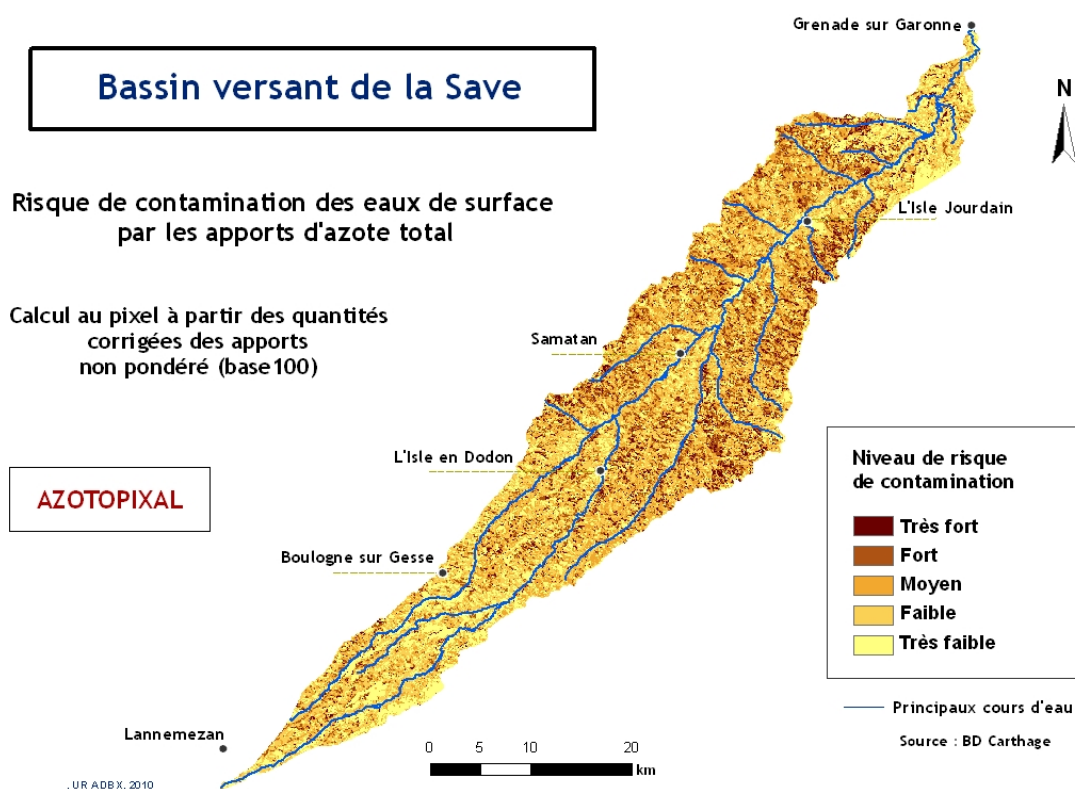 Grenade sur Garonne
Bassin versant de la Save
N
Risque de contamination des eaux de surface
par les apports d'azote total
L'Isle Jourdain
Calcul au pixel à partir des quantités
corrigées des apports
non pondéré (base100)
Samatan
L'Isle en Dodon
AZOTOPIXAL
Boulogne sur Gesse
Niveau de risque
de contamination
Très fort
Fort
Moyen
Faible
Très faible
Principaux cours d'eau
Source : BD Carthage
Lannemezan
0 5 10 20
km
. UR ADBX. 2010